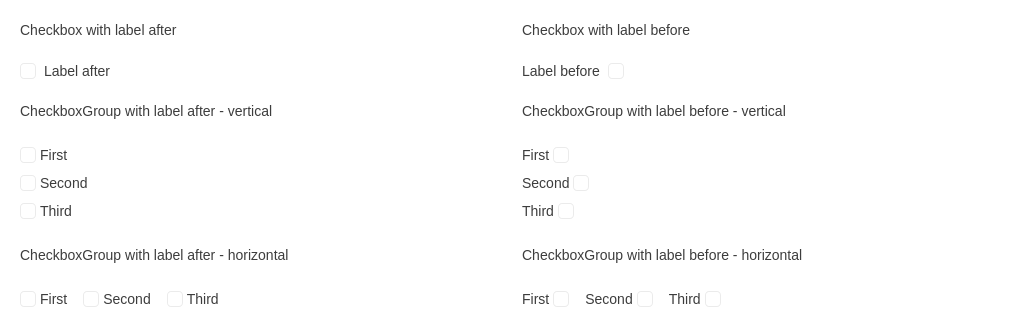 Checkbox with label after
Label after
CheckboxGroup with label after - vertical
First
Second
Third
CheckboxGroup with label after - horizontal
First Second Third
Checkbox with label before
Label before
CheckboxGroup with label before - vertical
First
Second
Third
CheckboxGroup with label before - horizontal
First Second Third